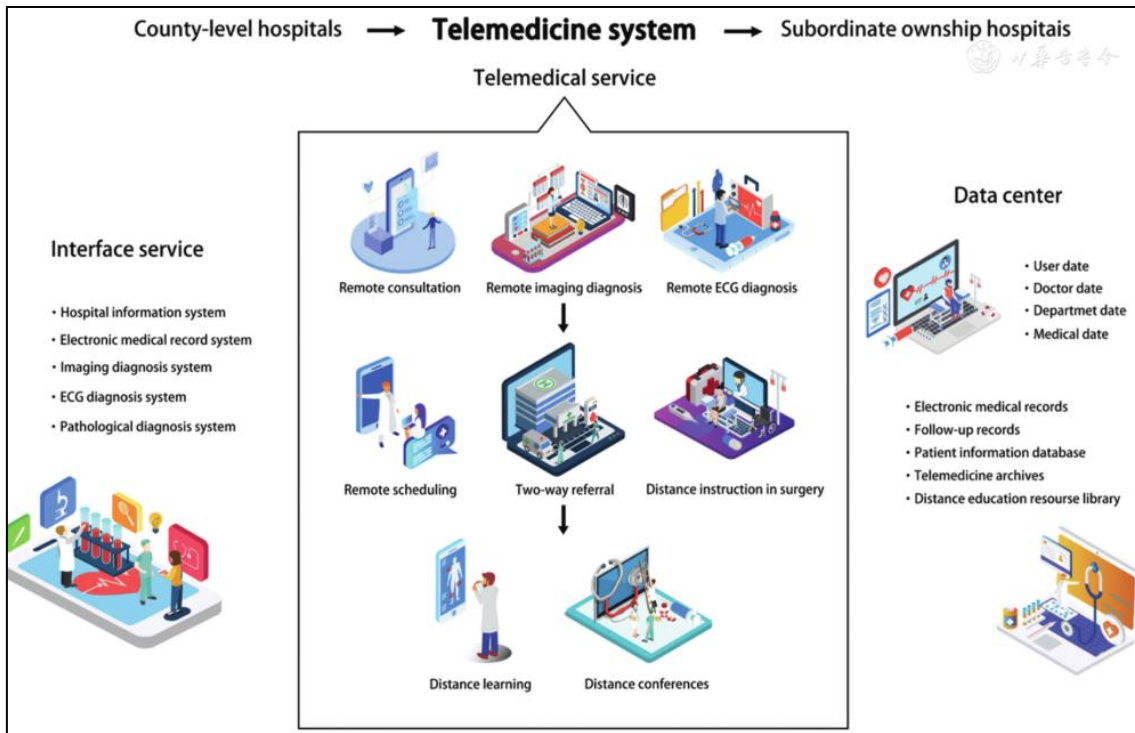 County-level hospitals → Telemedicine system → Subordinate ownship hospitais
Telemedical service
Interface service
• Hospital information system
• Electronic medical record system
• Imaging diagnosis system
• ECG diagnosis system
• Pathological diagnosis system
Remote consultation Remote imaging diagnosis Remote ECG diagnosis
Remote scheduling Two-way referral Distance instruction in surgery
Distance learning Distance conferences
Data center
• User date
• Doctor date
• Departmet date
• Medical date
• Electronic medical records
• Follow-up records
• Patient information database
• Telemedicine archives
• Distance education resourse library